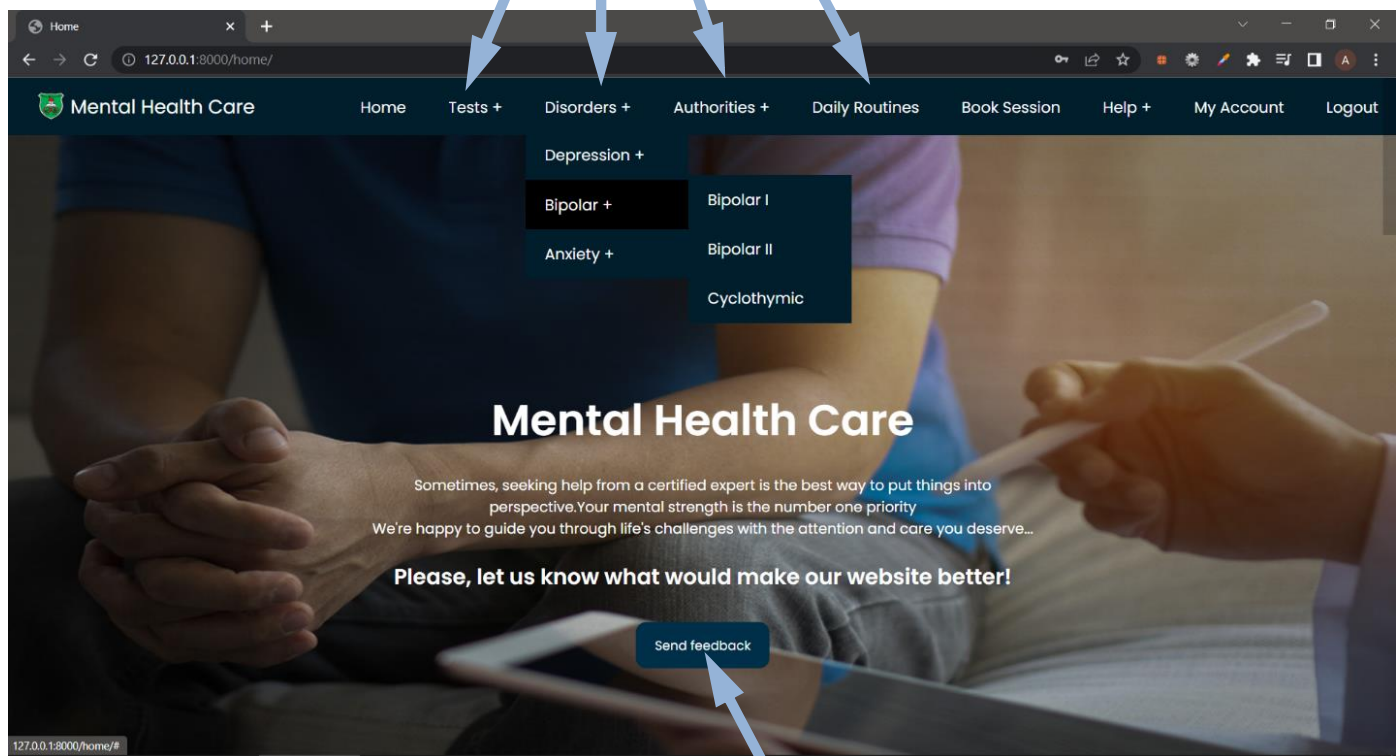 Home
127.0.0.1:8000/home/
A
Mental Health Care
Home Tests + Disorders + Authorities + Daily Routines Book Session Help + My Account Logout
Depression +
Bipolar +
Anxiety +
Bipolar I
Bipolar II
Cyclothymic
Mental Health Care
Sometimes, seeking help from a certified expert is the best way to put things into
perspective.Your mental strength is the number one priority
We're happy to guide you through life's challenges with the attention and care you deserve...
Please, let us know what would make our website better!
Send feedback
127.0.0.1:8000/home/#